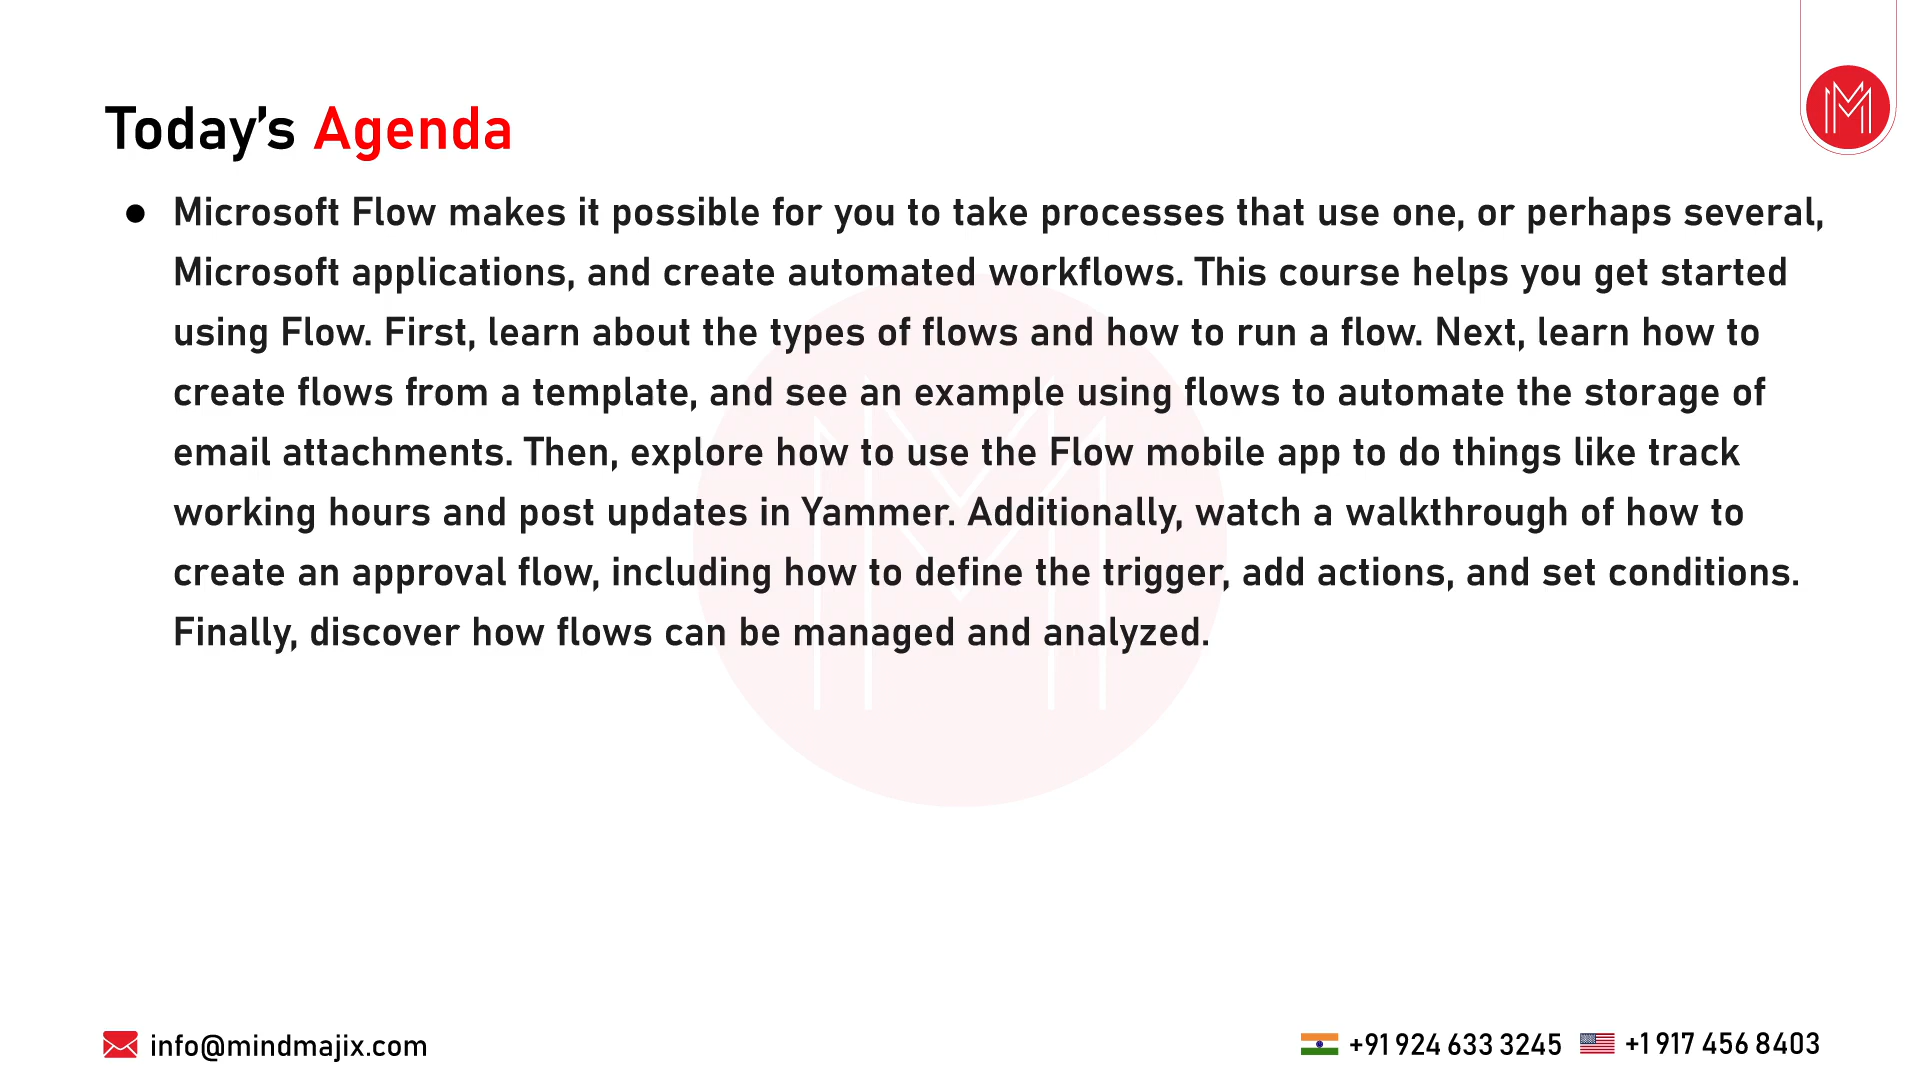 Today’s Agenda
● Microsoft Flow makes it possible for you to take processes that use one, or perhaps several,
Microsoft applications, and create automated workflows. This course helps you get started
using Flow. First, learn about the types of flows and how to run a flow. Next, learn how to
create flows from a template, and see an example using flows to automate the storage of
email attachments. Then, explore how to use the Flow mobile app to do things like track
working hours and post updates in Yammer. Additionally, watch a walkthrough of how to
create an approval flow, including how to define the trigger, add actions, and set conditions.
Finally, discover how flows can be managed and analyzed.
info@mindmajix.com
+91 924 633 3245
+1 917 456 8403